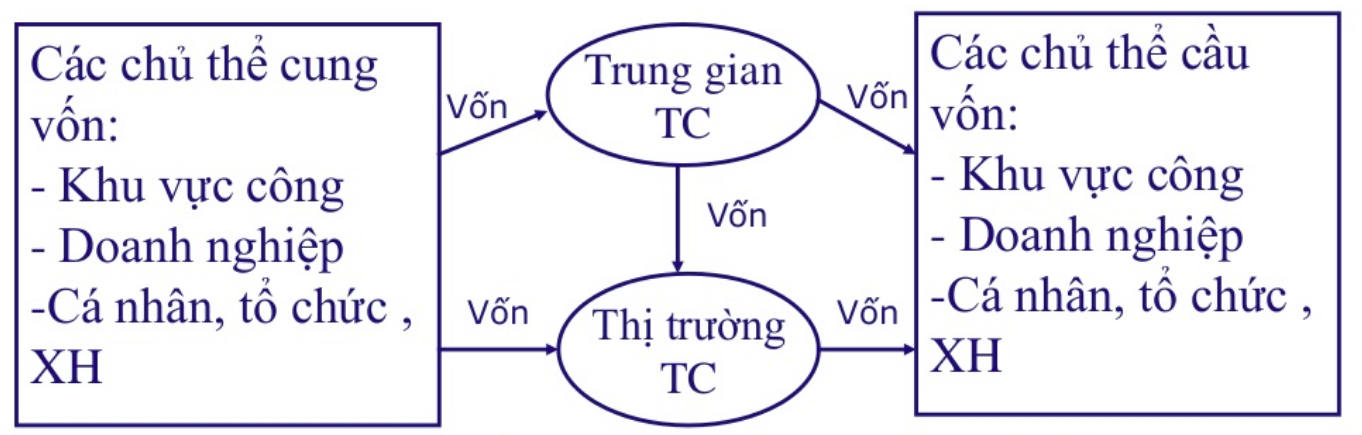 Các chủ thể cung
vốn:
- Khu vực công
- Doanh nghiệp
-Cá nhân, tổ chức ,
XH
Vốn
Trung gian
TC
Vốn
Vốn
Vốn
Thị trường
TC
Vốn
Các chủ thể cầu
vốn:
- Khu vực công
- Doanh nghiệp
-Cá nhân, tổ chức ,
XH